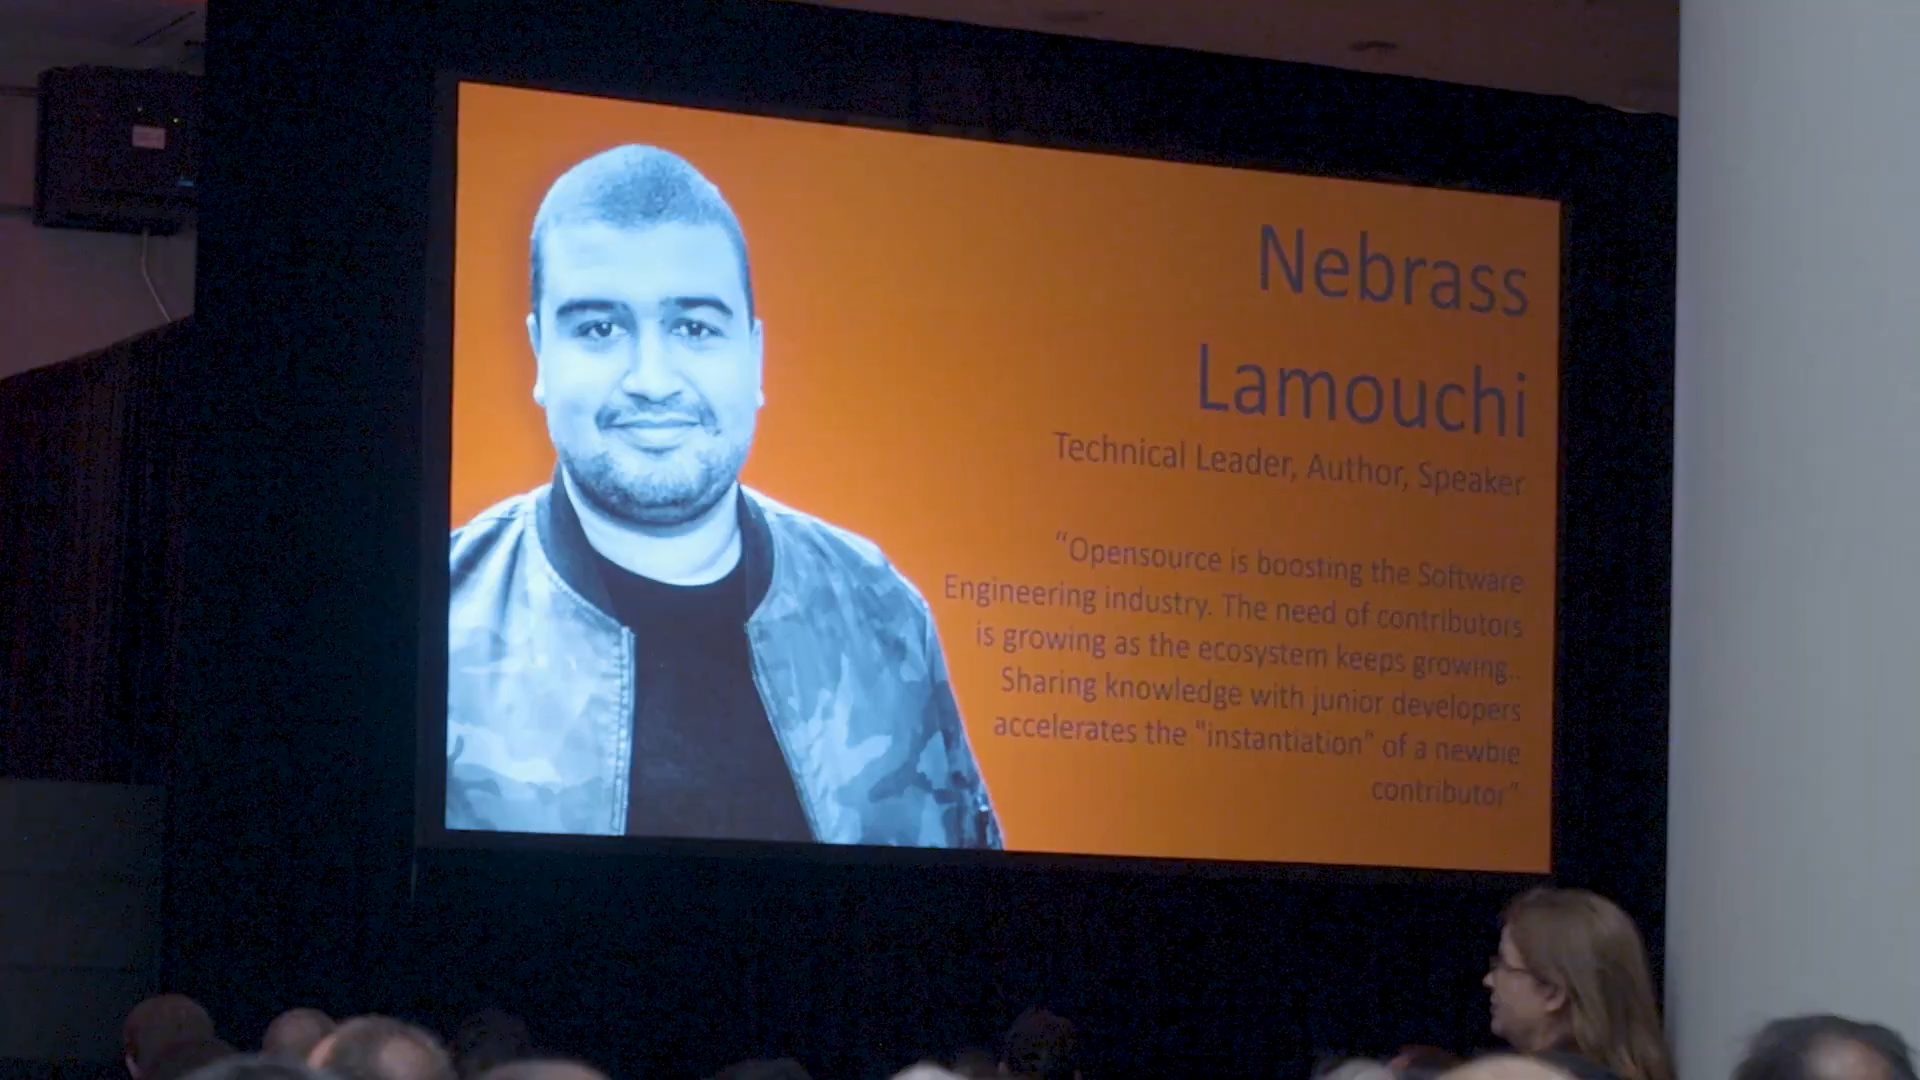 Nebrass
Lamouchi
Technical Leader, Author, Speaker
“Opensource is boosting the Software
Engineering industry. The need of contributors
is growing as the ecosystem keeps growing..
Sharing knowledge with junior developers
accelerates the "instantiation" of a newbie
contributor”